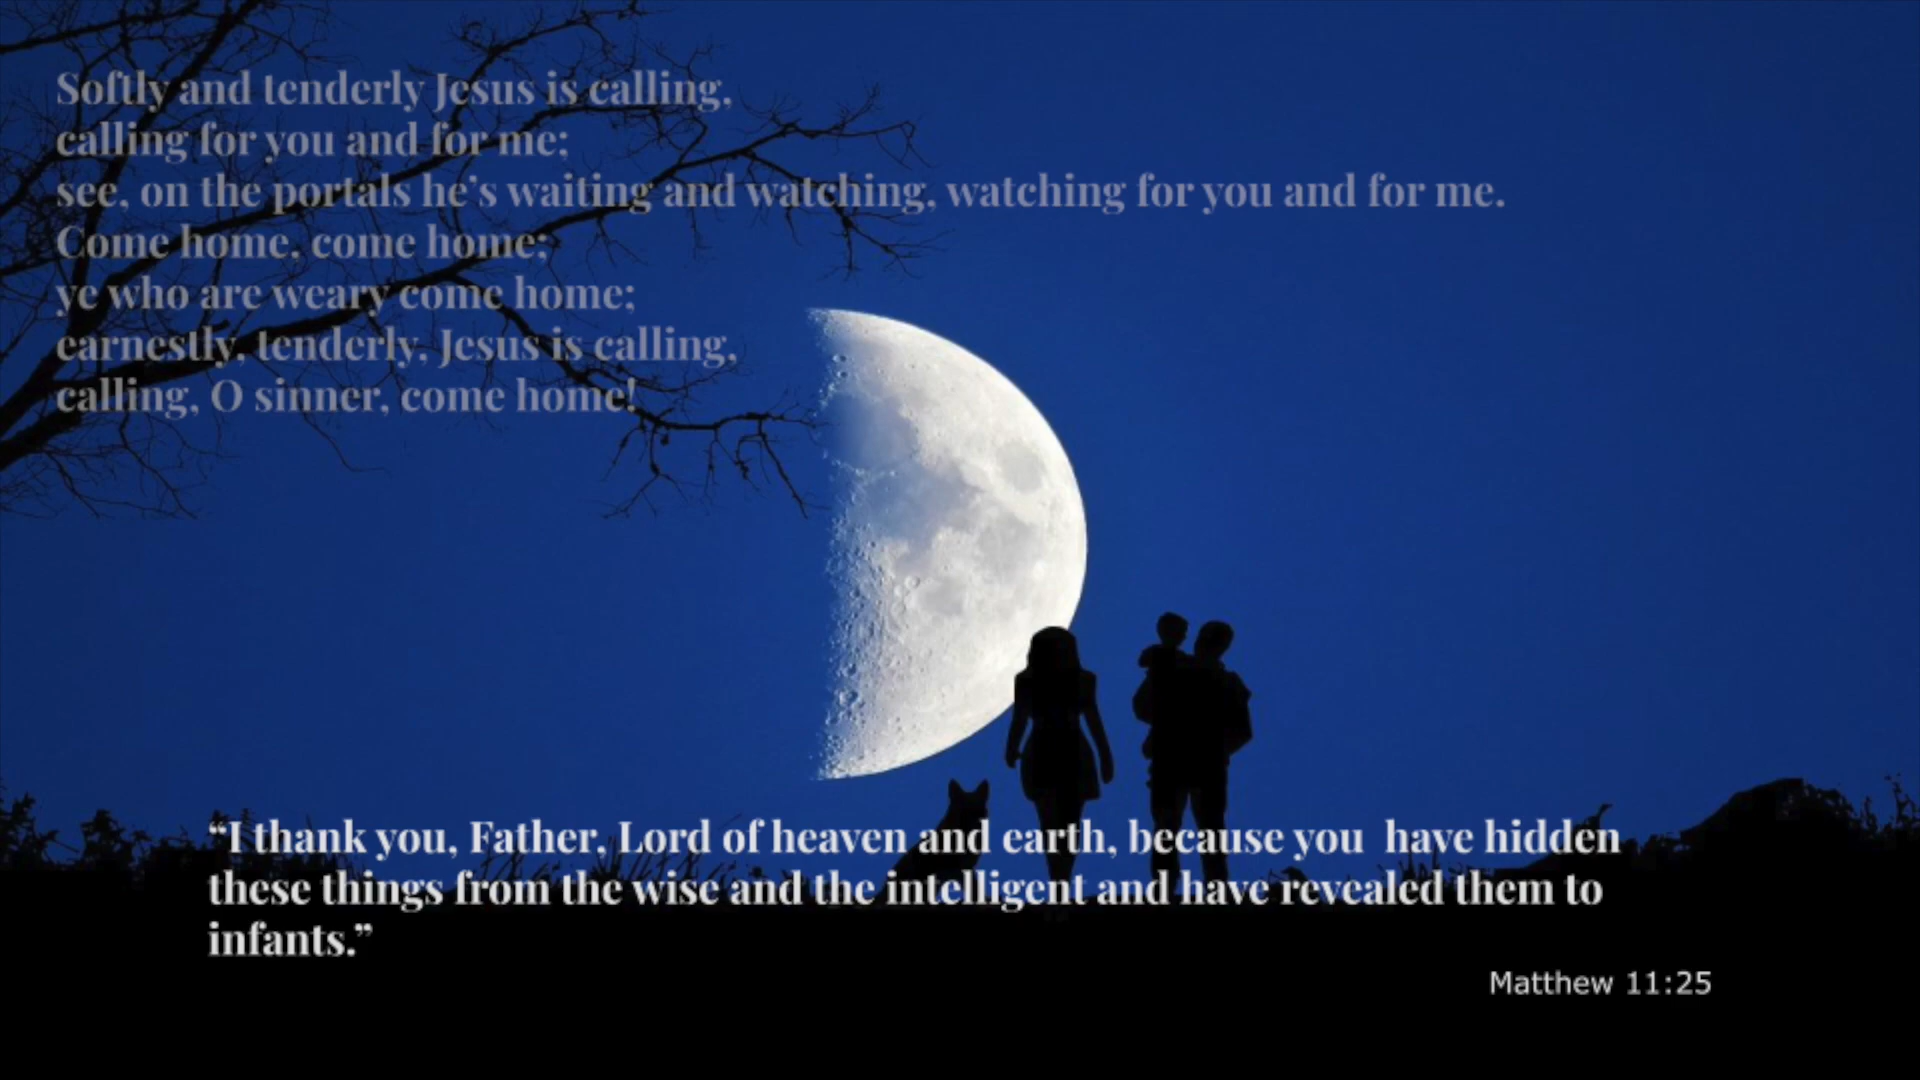 Softly and tenderly Jesus is calling,
calling for you and for me;
see, on the portals he's waiting and watching, watching for you and for me.
Come home, come home;
ye who are weary come home;
earnestly, tenderly, Jesus is calling,
calling, O sinner, come home!
“I thank you, Father, Lord of heaven and earth, because you  have hidden
these things from the wise and the intelligent and have revealed them to
infants.”
Matthew 11:25